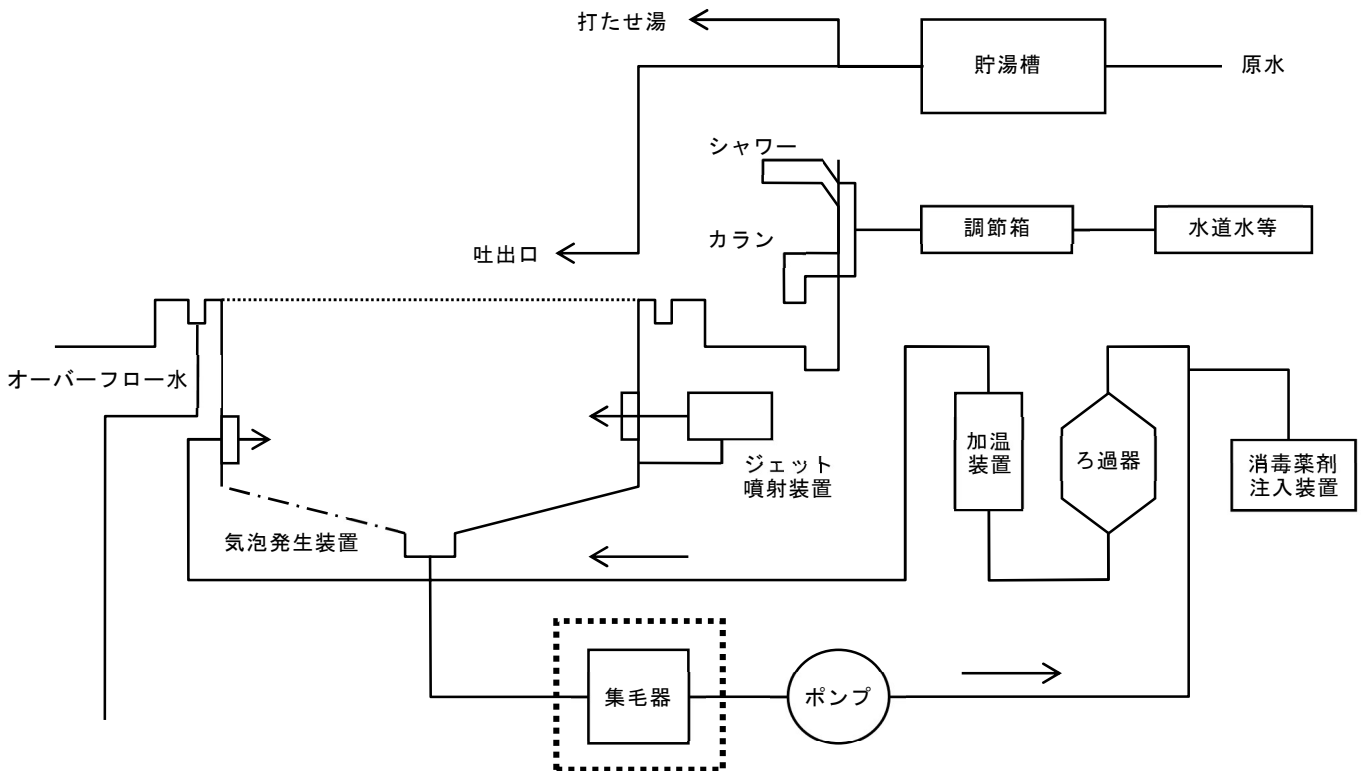 打たせ湯
貯湯槽
原水
シャワー
カラン
調節箱
水道水等
吐出口
オーバーフロー水
ジェット
噴射装置
加温
装置
ろ過器
消毒薬剤
注入装置
気泡発生装置
集毛器
ポンプ